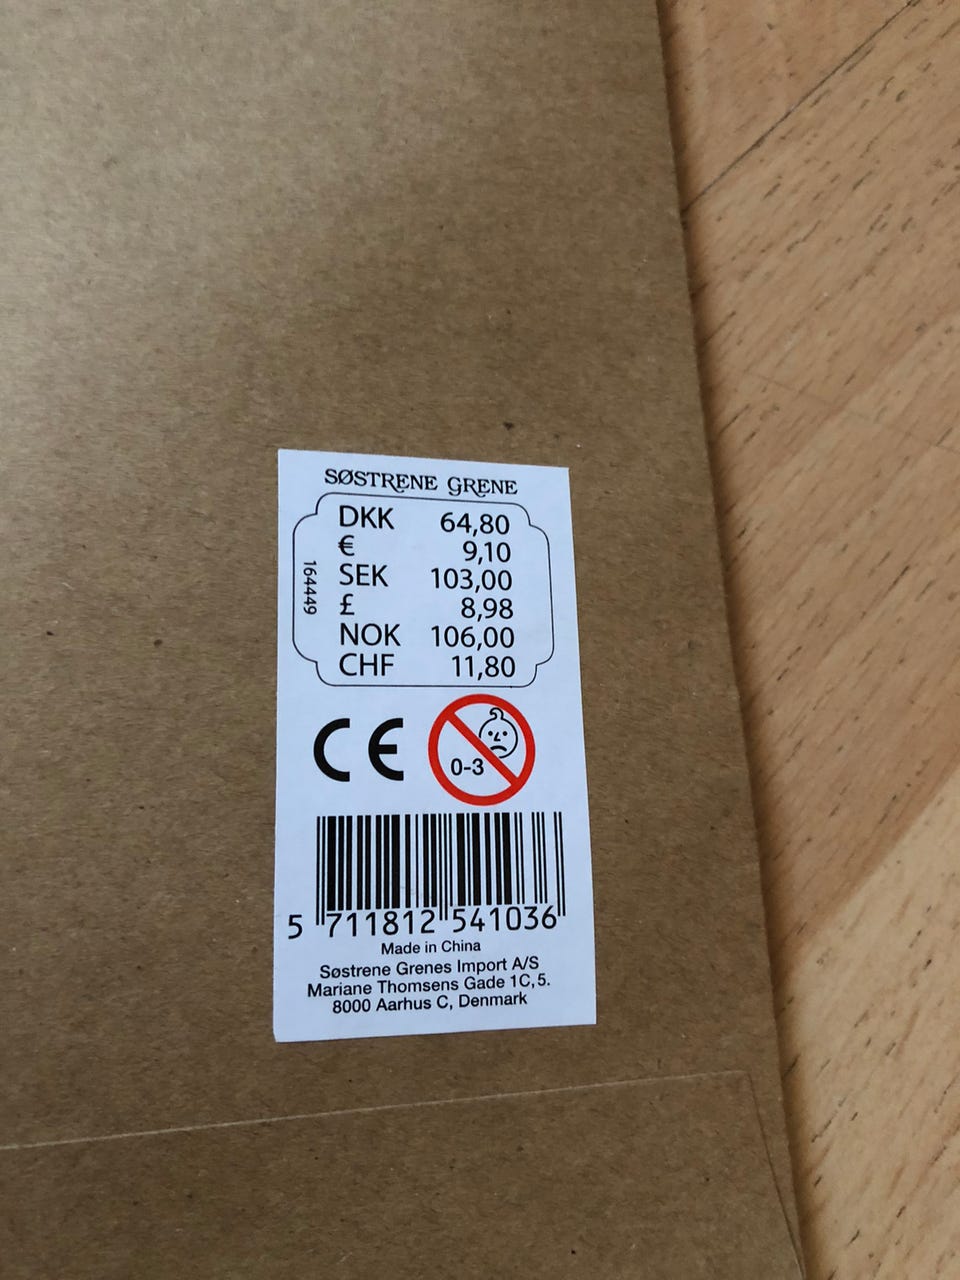 SØSTRENE GRENE
DKK 64,80
€ 9,10
SEK 103,00
£ 8,98
NOK 106,00
CHF 11,80
164449
CE
0-3
5 711812 541036
Made in China
Søstrene Grenes Import A/S
Mariane Thomsens Gade 1C, 5.
8000 Aarhus C, Denmark